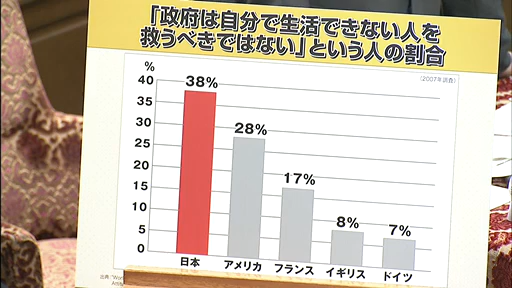 「政府は自分で生活できない人を
救うべきではない」という人の割合
(2007年調査)
%
40
35
30
25
20
15
10
5
0
38%
28%
17%
8%
7%
日本
アメリカ
フランス
イギリス
ドイツ
出典:"Wor